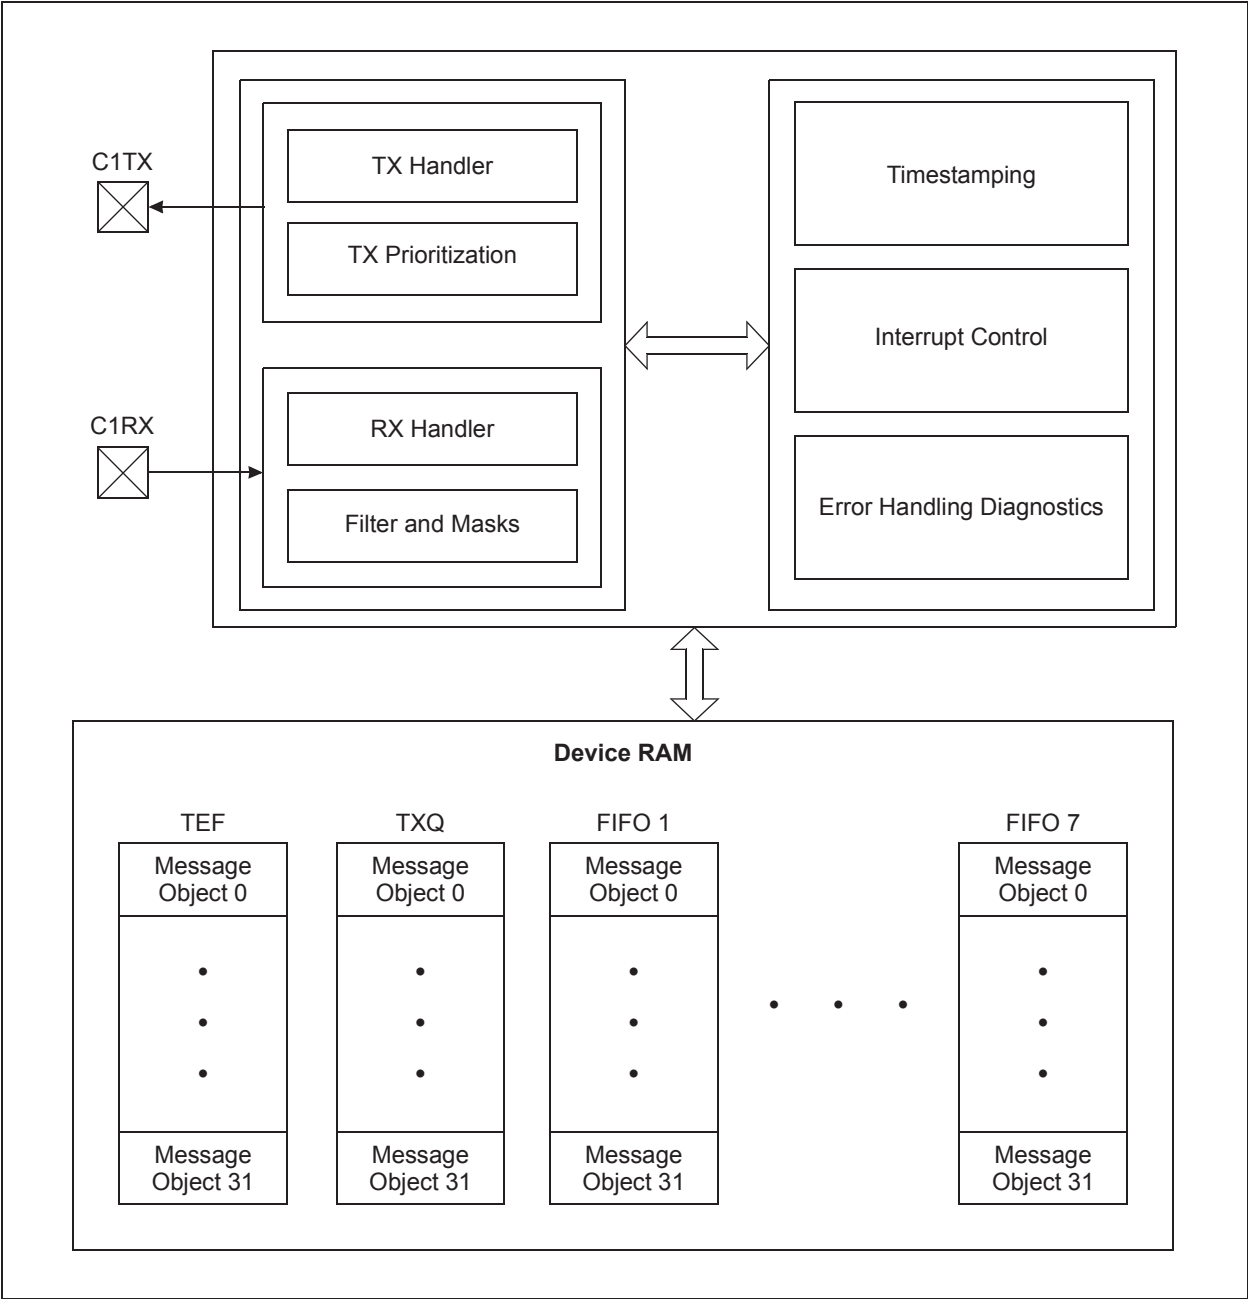 C1TX
TX Handler
TX Prioritization
C1RX
RX Handler
Filter and Masks
Timestamping
Interrupt Control
Error Handling Diagnostics
Device RAM
TEF
Message
Object 0
Message
Object 31
TXQ
Message
Object 0
Message
Object 31
FIFO 1
Message
Object 0
Message
Object 31
FIFO 7
Message
Object 0
Message
Object 31